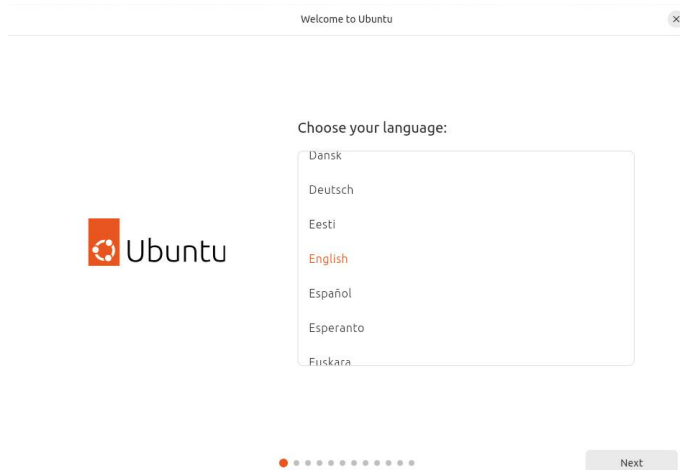 Welcome to Ubuntu
Choose your language:
Dansk
Deutsch
Eesti
Ubuntu
English
Español
Esperanto
Euskara
Next